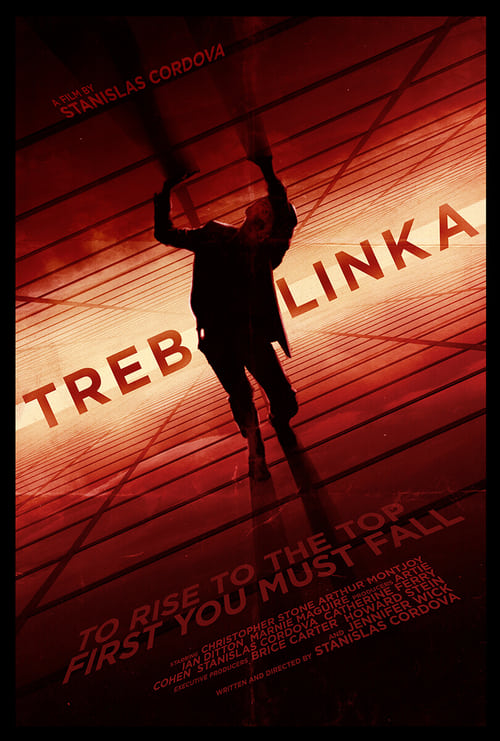 A FILM BY
STANISLAS CORDOVA
TREBLINKA
TO RISE TO THE TOP
FIRST YOU MUST FALL
STARRING CHRISTOPHER STONE ARTHUR MONTJOY
IAN DITTON MARNIE MAGUIRE PRODUCERS ARTIE
COHEN STANISLAS CORDOVA CATHERINE FERRY
EXECUTIVE PRODUCERS BRICE CARTER HOWARD STERN
AND JENNIFER WICK
WRITTEN AND DIRECTED BY STANISLAS CORDOVA